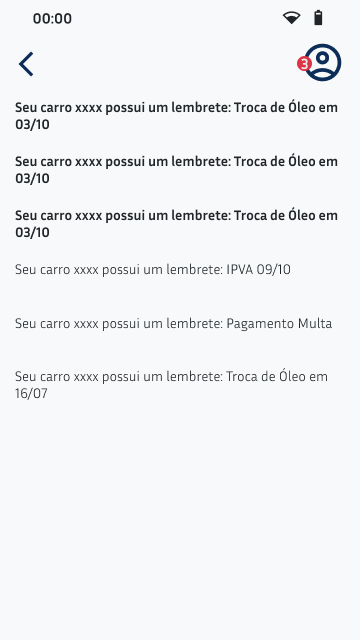 00:00
3
Seu carro xxxx possui um lembrete: Troca de Óleo em
03/10
Seu carro xxxx possui um lembrete: Troca de Óleo em
03/10
Seu carro xxxx possui um lembrete: Troca de Óleo em
03/10
Seu carro xxxx possui um lembrete: IPVA 09/10
Seu carro xxxx possui um lembrete: Pagamento Multa
Seu carro xxxx possui um lembrete: Troca de Óleo em
16/07